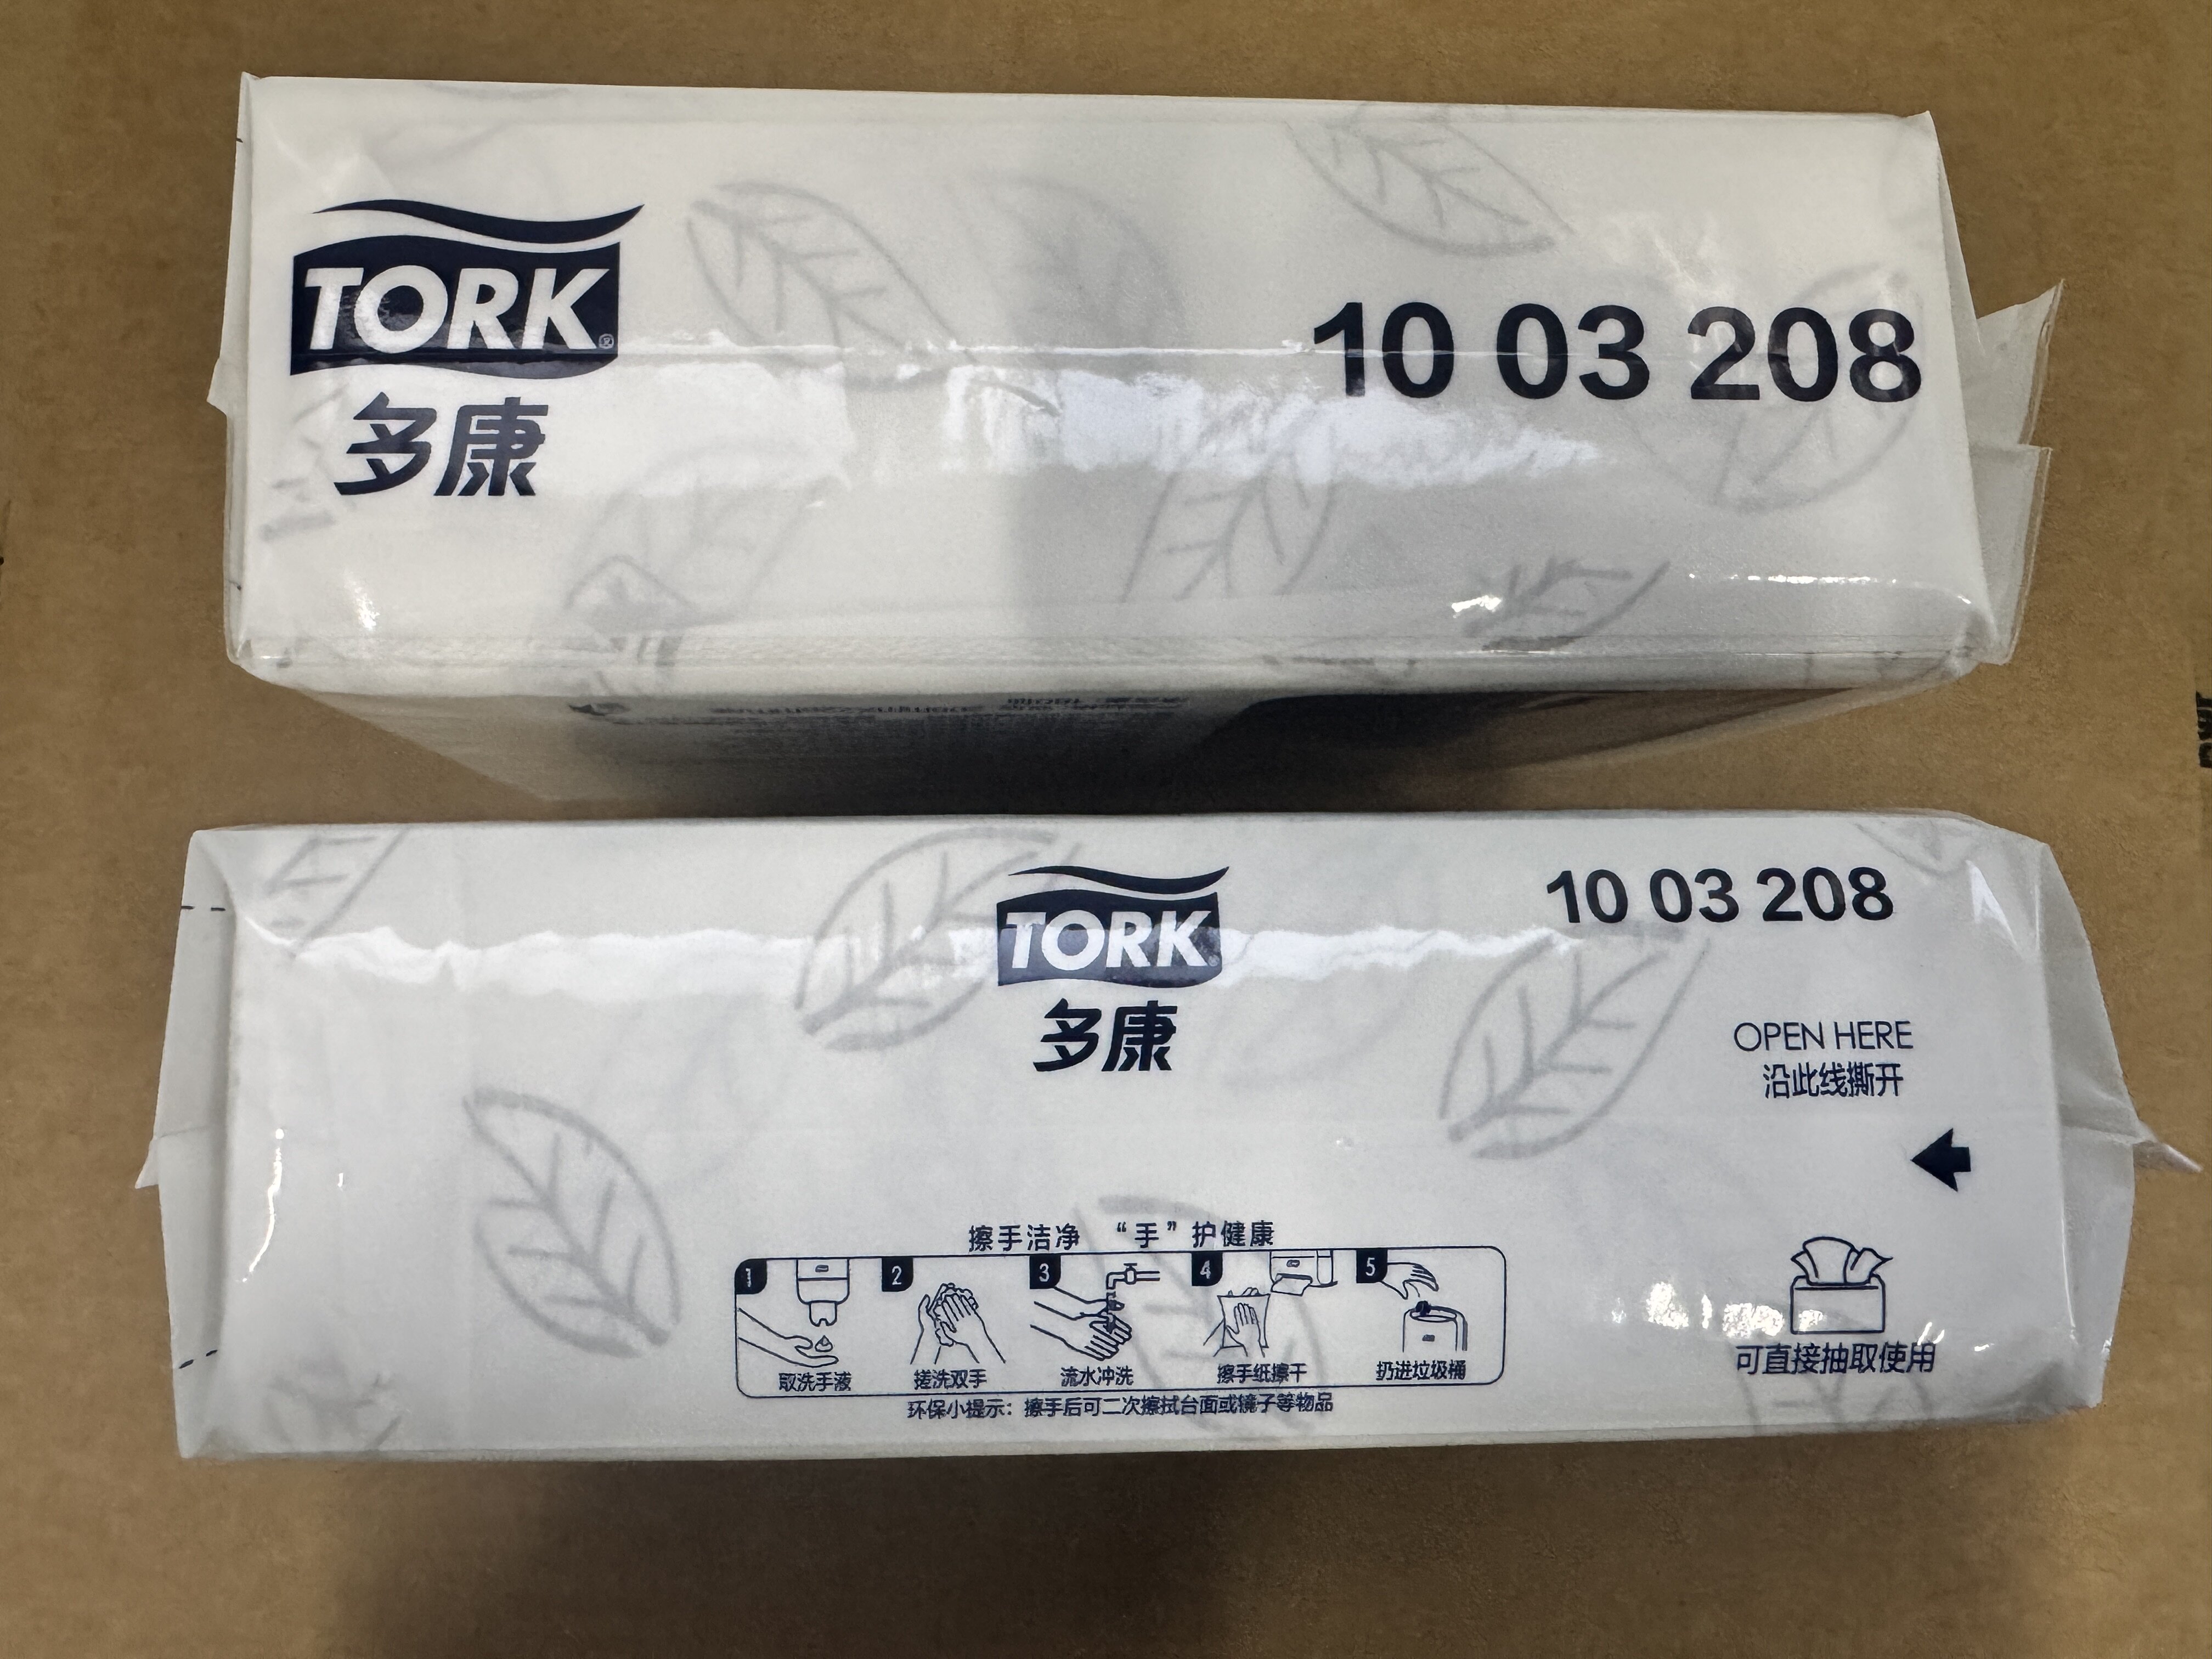 TORK
多康
10 03 208
TORK
多康
10 03 208
OPEN HERE
沿此线撕开
擦手洁净 “手”护健康
1
2
3
4
5
取洗手液
搓洗双手
流水冲洗
擦手纸擦干
扔进垃圾桶
环保小提示：擦手后可二次擦拭台面或镜子等物品
可直接抽取使用